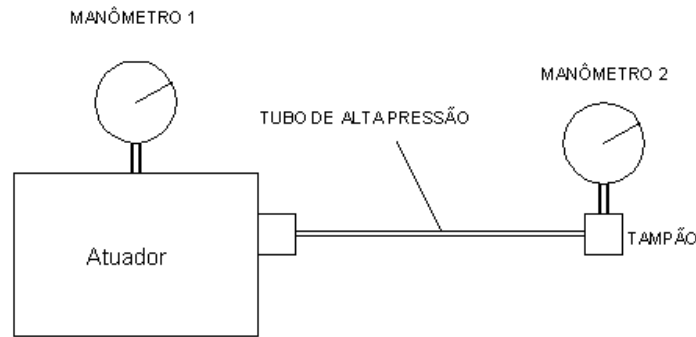 MANÔMETRO 1
MANÔMETRO 2
TUBO DE ALTA PRESSÃO
Atuador
TAMPÃO